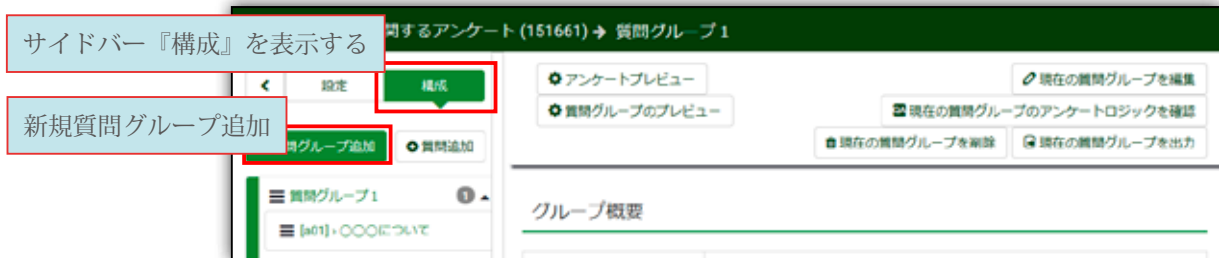 サイドバー『構成』を表示する
新規質問グループ追加
関するアンケート (151661) → 質問グループ 1
設定
構成
問グループ追加
質問追加
質問グループ 1
1
[a01] › 〇〇〇について
アンケートプレビュー
現在の質問グループを編集
質問グループのプレビュー
現在の質問グループのアンケートロジックを確認
現在の質問グループを削除
現在の質問グループを出力
グループ概要